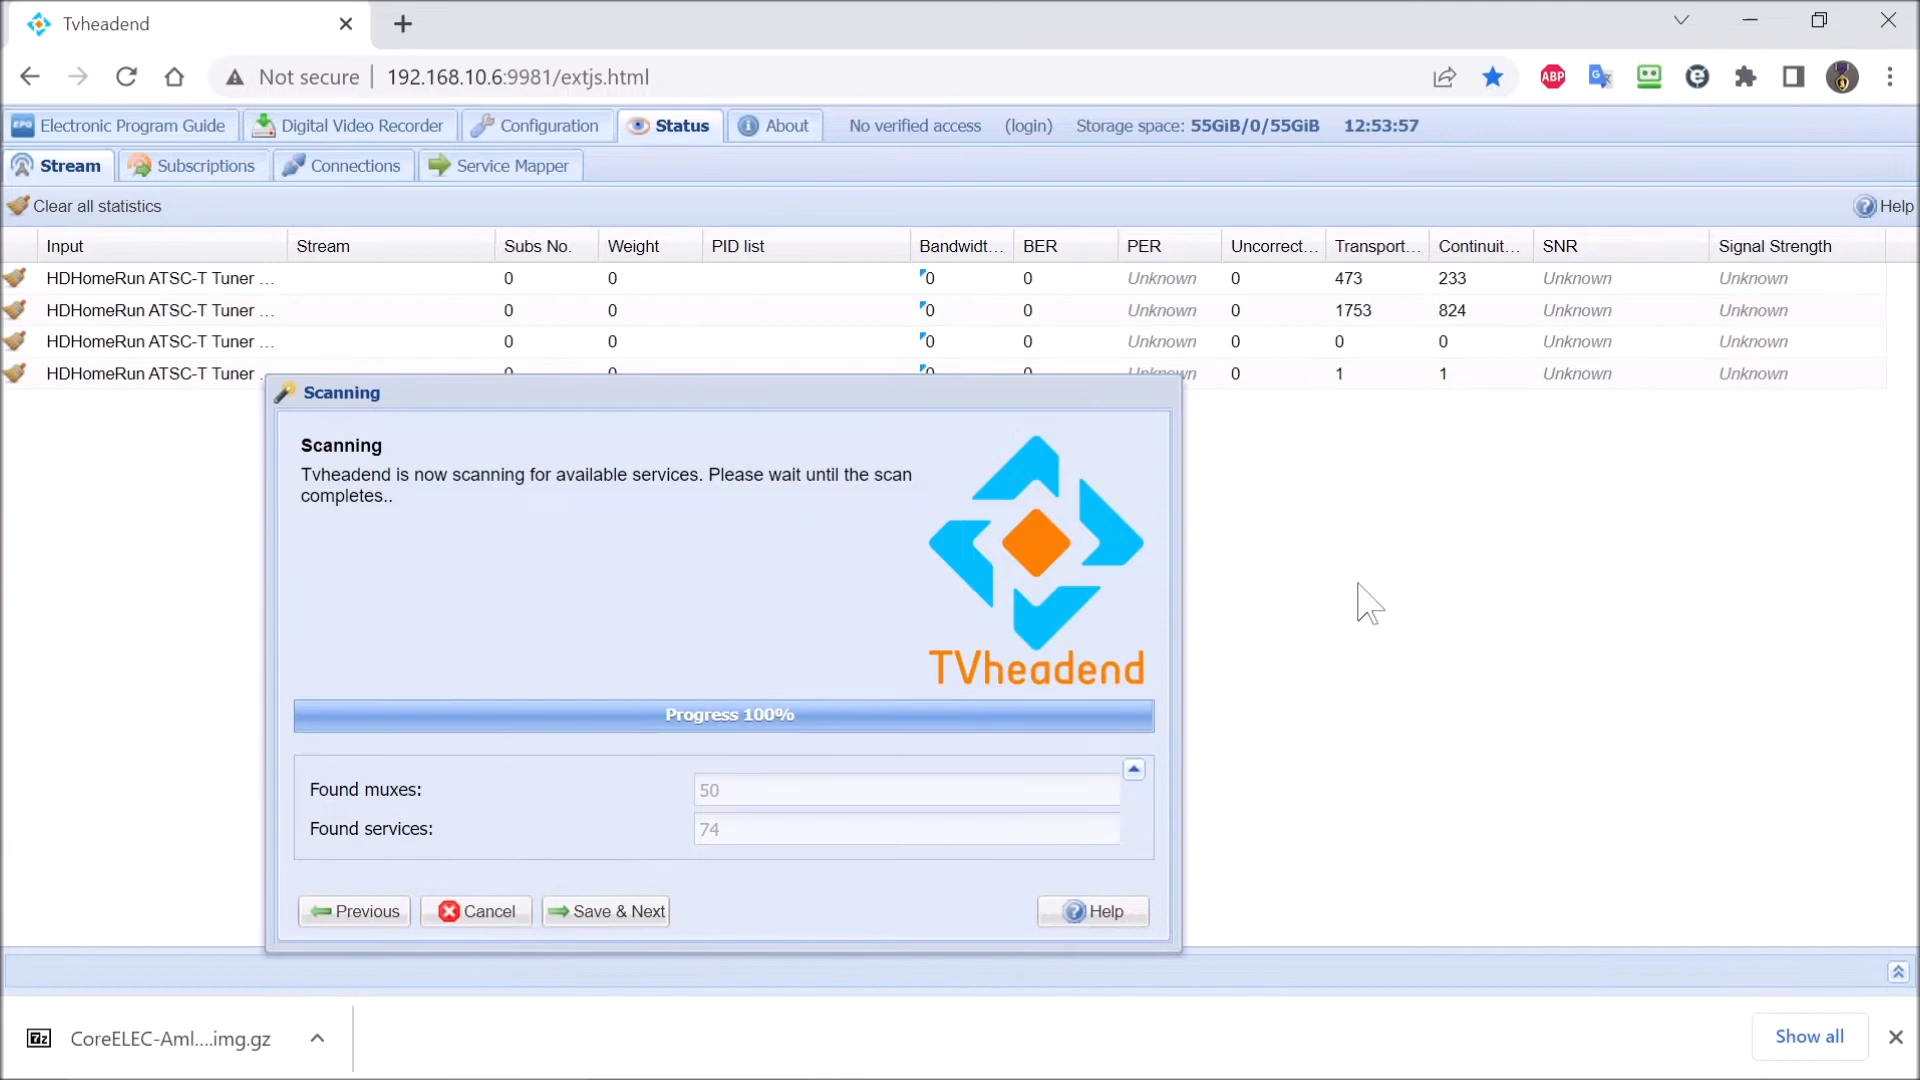 Tvheadend
Not secure 192.168.10.6:9981/extjs.html
ABP
EPG Electronic Program Guide Digital Video Recorder Configuration Status About No verified access (login) Storage space: 55GiB/0/55GiB 12:53:57
Stream Subscriptions Connections Service Mapper
Clear all statistics Help
Input Stream Subs No. Weight PID list Bandwidt... BER PER Uncorrect... Transport... Continuit... SNR Signal Strength
HDHomeRun ATSC-T Tuner ... 0 0 0 0 Unknown 0 473 233 Unknown Unknown
HDHomeRun ATSC-T Tuner ... 0 0 0 0 Unknown 0 1753 824 Unknown Unknown
HDHomeRun ATSC-T Tuner ... 0 0 0 0 Unknown 0 0 0 Unknown Unknown
HDHomeRun ATSC-T Tuner . 0 0 0 0 Unknown 0 1 1 Unknown Unknown
Scanning
Scanning
Tvheadend is now scanning for available services. Please wait until the scan
completes..
TVheadend
Progress 100%
Found muxes: 50
Found services: 74
Previous Cancel Save & Next Help
7z CoreELEC-Aml....img.gz Show all